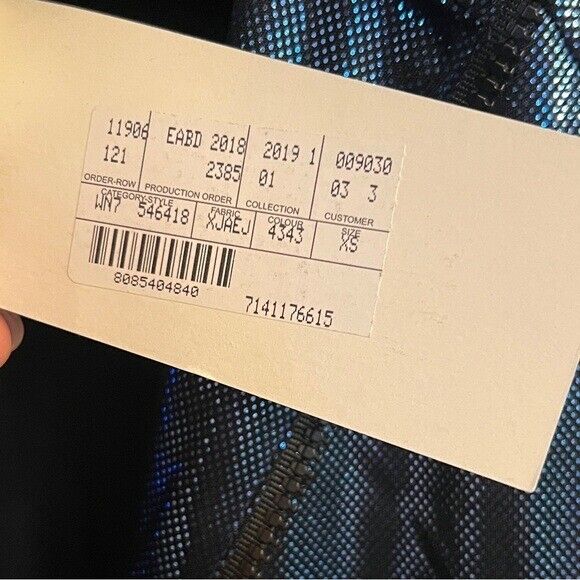 11906 EABD 2018 2019 1 009030
121 2385 01 03 3
ORDER-ROW PRODUCTION ORDER COLLECTION CUSTOMER
CATEGORY-STYLE FABRIC COLOUR SIZE
WN7 546418 XJAEJ 4343 XS
8085404840 7141176615